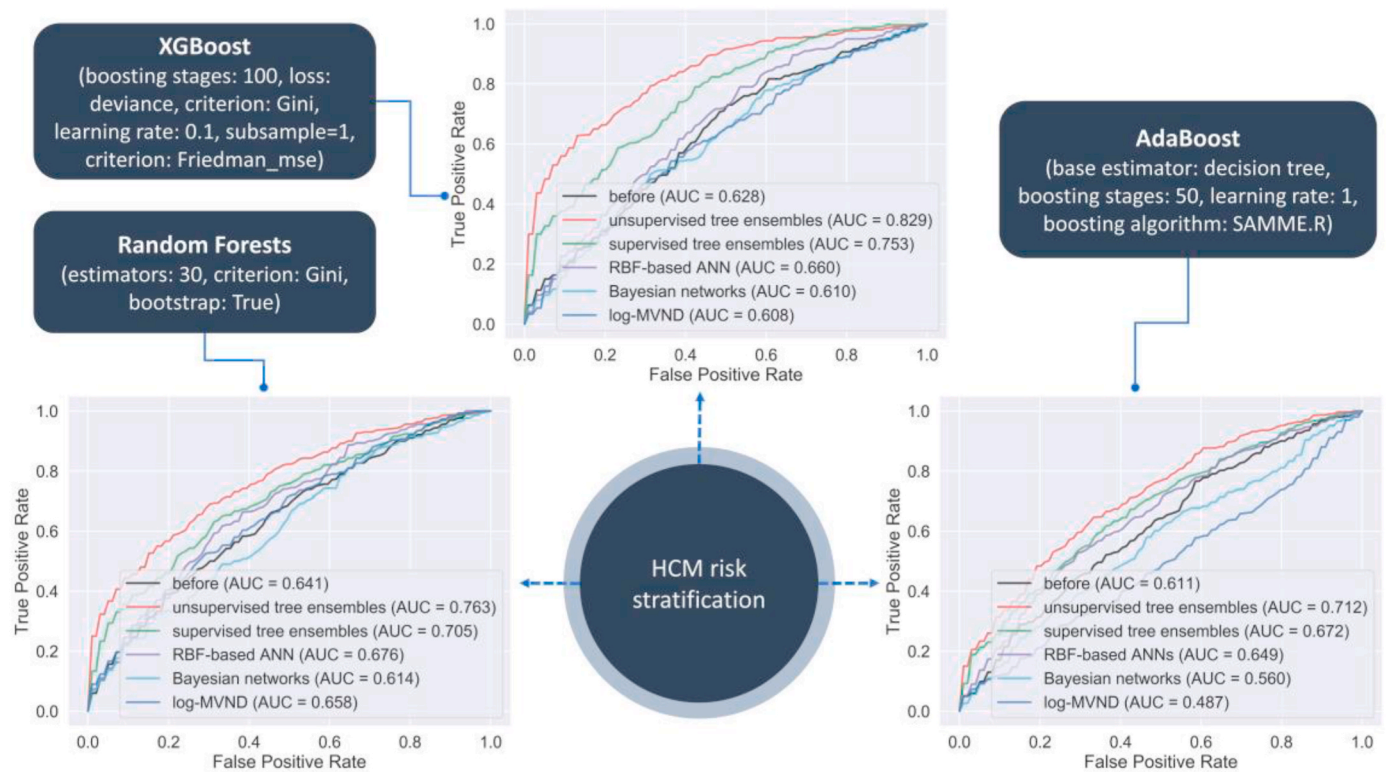 XGBoost
(boosting stages: 100, loss:
deviance, criterion: Gini,
learning rate: 0.1, subsample=1,
criterion: Friedman_mse)
Random Forests
(estimators: 30, criterion: Gini,
bootstrap: True)
True Positive Rate
1.0
0.8
0.6
0.4
0.2
0.0
before (AUC = 0.628)
unsupervised tree ensembles (AUC = 0.829)
supervised tree ensembles (AUC = 0.753)
RBF-based ANN (AUC = 0.660)
Bayesian networks (AUC = 0.610)
log-MVND (AUC = 0.608)
0.0 0.2 0.4 0.6 0.8 1.0
False Positive Rate
AdaBoost
(base estimator: decision tree,
boosting stages: 50, learning rate: 1,
boosting algorithm: SAMME.R)
True Positive Rate
1.0
0.8
0.6
0.4
0.2
0.0
before (AUC = 0.641)
unsupervised tree ensembles (AUC = 0.763)
supervised tree ensembles (AUC = 0.705)
RBF-based ANN (AUC = 0.676)
Bayesian networks (AUC = 0.614)
log-MVND (AUC = 0.658)
0.0 0.2 0.4 0.6 0.8 1.0
False Positive Rate
HCM risk
stratification
True Positive Rate
1.0
0.8
0.6
0.4
0.2
0.0
before (AUC = 0.611)
unsupervised tree ensembles (AUC = 0.712)
supervised tree ensembles (AUC = 0.672)
RBF-based ANNs (AUC = 0.649)
Bayesian networks (AUC = 0.560)
log-MVND (AUC = 0.487)
0.0 0.2 0.4 0.6 0.8 1.0
False Positive Rate